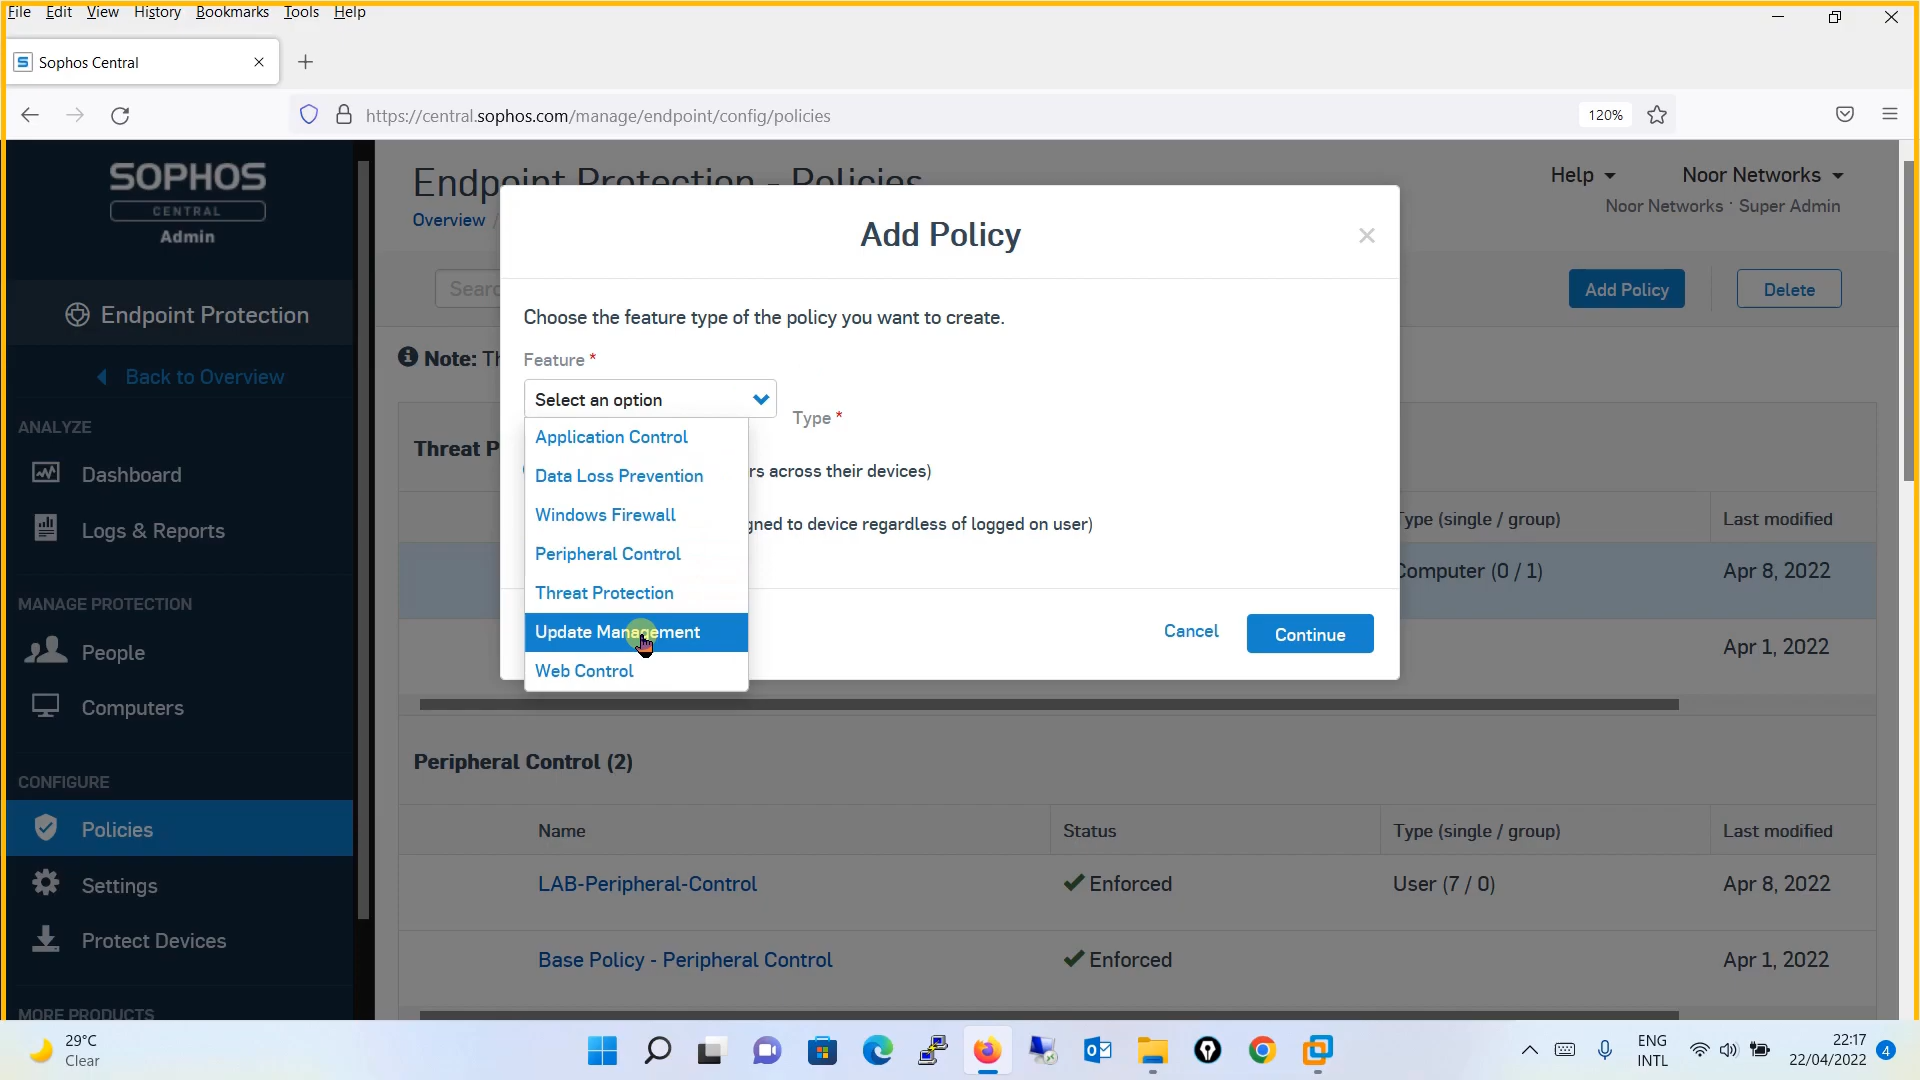 File Edit View History Bookmarks Tools Help
Sophos Central
https://central.sophos.com/manage/endpoint/config/policies
120%
SOPHOS
CENTRAL
Admin
Endpoint Protection
Back to Overview
ANALYZE
Dashboard
Logs & Reports
MANAGE PROTECTION
People
Computers
CONFIGURE
Policies
Settings
Protect Devices
MORE PRODUCTS
Endpoint Protection - Policies
Overview /
Help
Noor Networks
Noor Networks · Super Admin
Searc
Add Policy
Delete
Note: Th
Threat P
Type (single / group)
Last modified
Computer (0 / 1)
Apr 8, 2022
Apr 1, 2022
Add Policy
Choose the feature type of the policy you want to create.
Feature *
Select an option
Type *
Application Control
Data Loss Prevention
rs across their devices)
Windows Firewall
gned to device regardless of logged on user)
Peripheral Control
Threat Protection
Update Management
Web Control
Cancel
Continue
Peripheral Control (2)
Name
Status
Type (single / group)
Last modified
LAB-Peripheral-Control
Enforced
User (7 / 0)
Apr 8, 2022
Base Policy - Peripheral Control
Enforced
Apr 1, 2022
29°C
Clear
ENG
INTL
22:17
22/04/2022
4